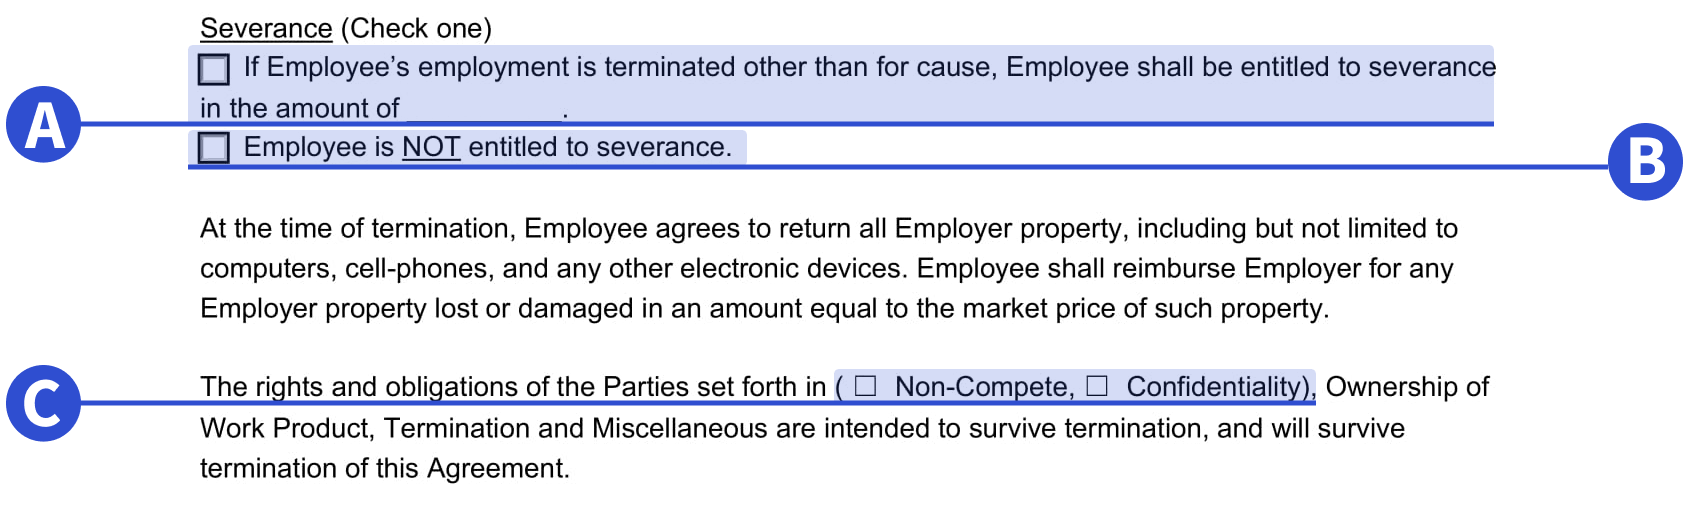 Severance (Check one)
☐ If Employee’s employment is terminated other than for cause, Employee shall be entitled to severance
in the amount of __________.
A
☐ Employee is NOT entitled to severance.
B
At the time of termination, Employee agrees to return all Employer property, including but not limited to
computers, cell-phones, and any other electronic devices. Employee shall reimburse Employer for any
Employer property lost or damaged in an amount equal to the market price of such property.
C
The rights and obligations of the Parties set forth in ( ☐ Non-Compete, ☐ Confidentiality), Ownership of
Work Product, Termination and Miscellaneous are intended to survive termination, and will survive
termination of this Agreement.